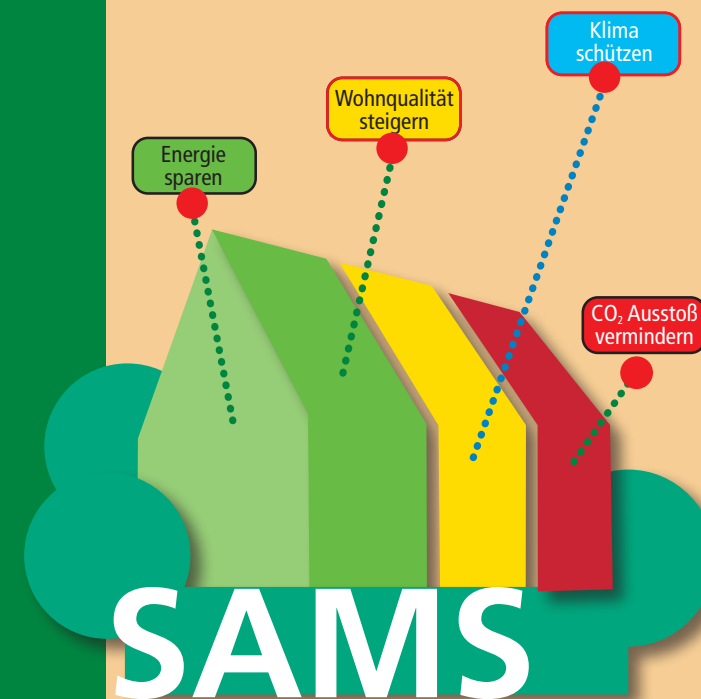 Klima
schützen
Wohnqualität
steigern
Energie
sparen
CO₂ Ausstoß
vermindern
SAMS